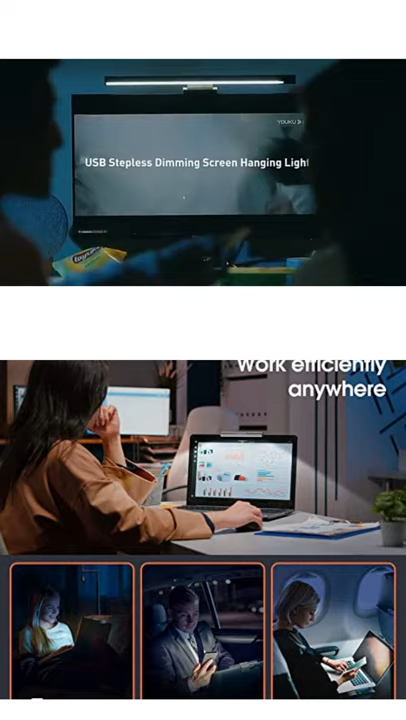 YOUKU
USB Stepless Dimming Screen Hanging Light
Work efficiently
anywhere